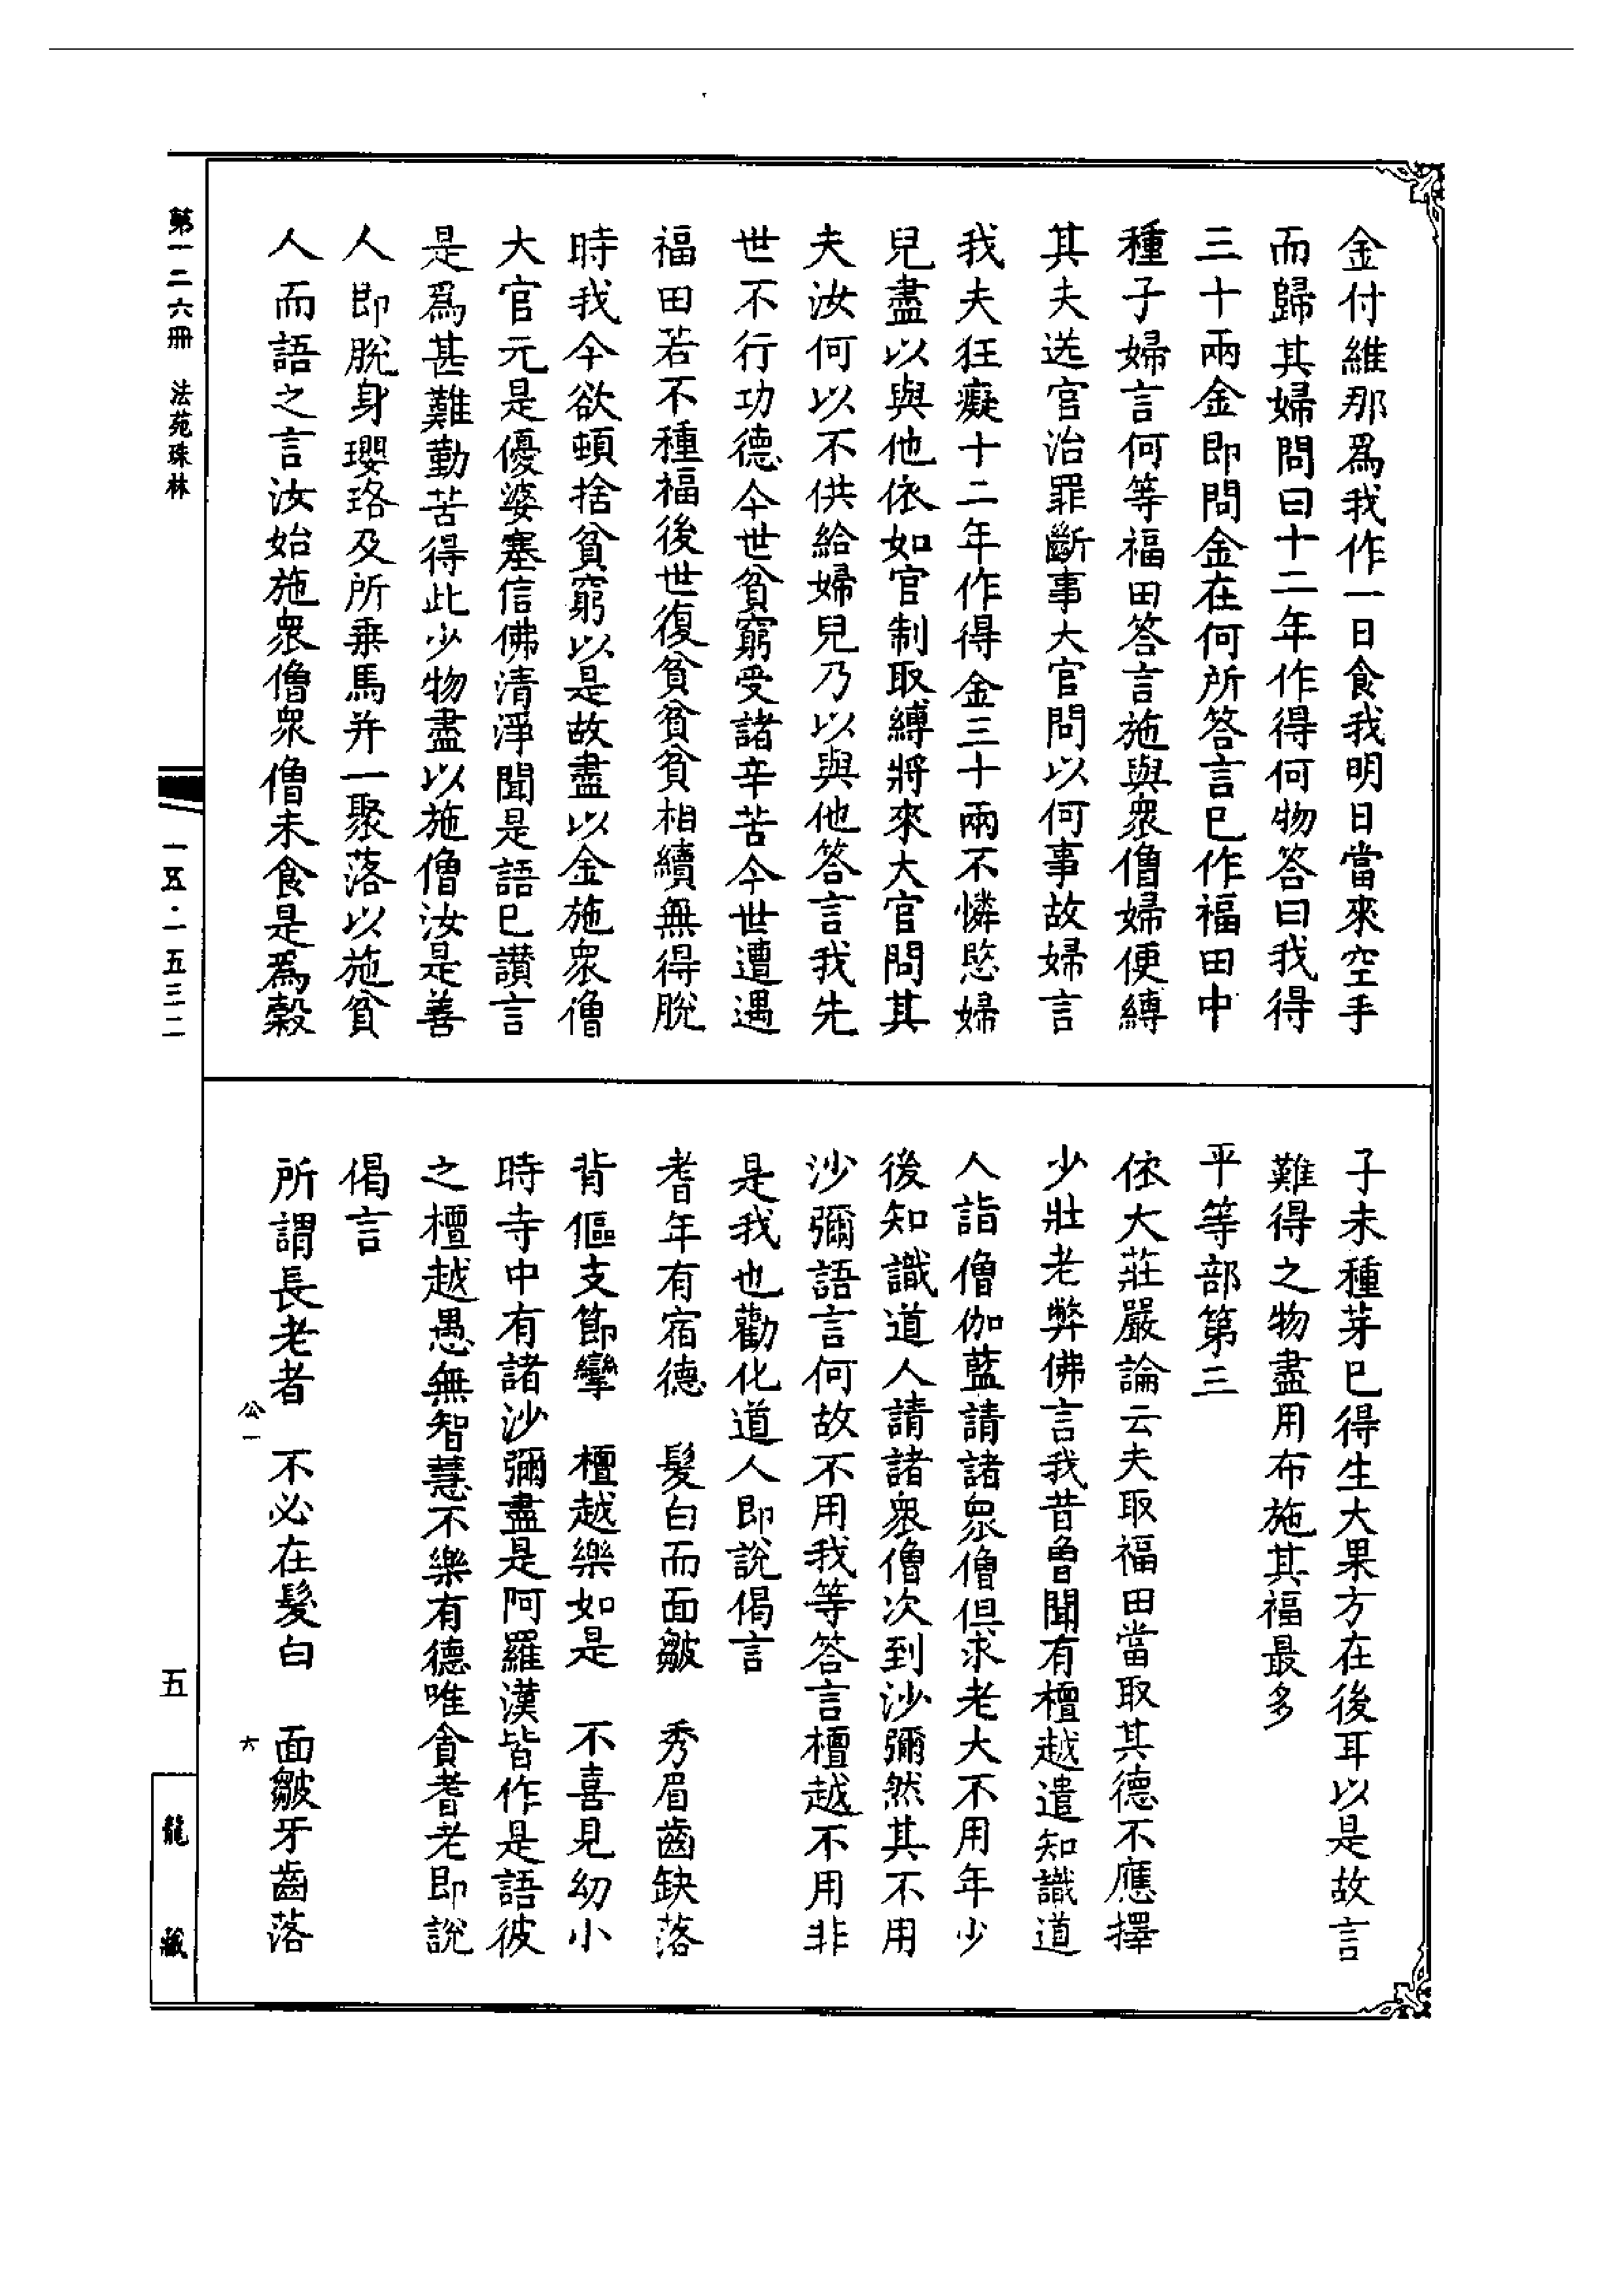 金付維那爲我作一日食我明日當來空手
而歸其婦問曰十二年作得何物答曰我得
三十兩金即問金在何所答言已作福田中
種子婦言何等福田答言施與衆僧婦便縛
其夫送官治罪斷事大官問以何事故婦言
我夫狂癡十二年作得金三十兩不憐愍婦
兒盡以與他依如官制取縛將來大官問其
夫汝何以不供給婦兒乃以與他答言我先
世不行功德今世貧窮受諸辛苦今世遭遇
福田若不種福後世復貧貧貧相續無得脫
時我今欲頓捨貧窮以是故盡以金施衆僧
大官元是優婆塞信佛清淨聞是語已讚言
是爲甚難勤苦得此少物盡以施僧汝是善
人即脫身瓔珞及所乘馬并一聚落以施貧
人而語之言汝始施衆僧衆僧未食是爲穀
子未種芽已得生大果方在後耳以是故言
難得之物盡用布施其福最多
平等部第三
依大莊嚴論云夫取福田當取其德不應擇
少壯老弊佛言我昔曾聞有檀越遣知識道
人詣僧伽藍請諸衆僧但求老大不用年少
後知識道人請諸衆僧次到沙彌然其不用
沙彌語言何故不用我等答言檀越不用非
是我也勸化道人即說偈言
耆年有宿德　髮白而面皺　秀眉齒缺落
背傴支節攣　檀越樂如是　不喜見幼小
時寺中有諸沙彌盡是阿羅漢皆作是語彼
之檀越愚無智慧不樂有德唯貪耆老即說
偈言
所謂長老者　不必在髮白　面皺牙齒落
公一　六
第一二六冊　法苑珠林
一五·一五三二
五
龍藏